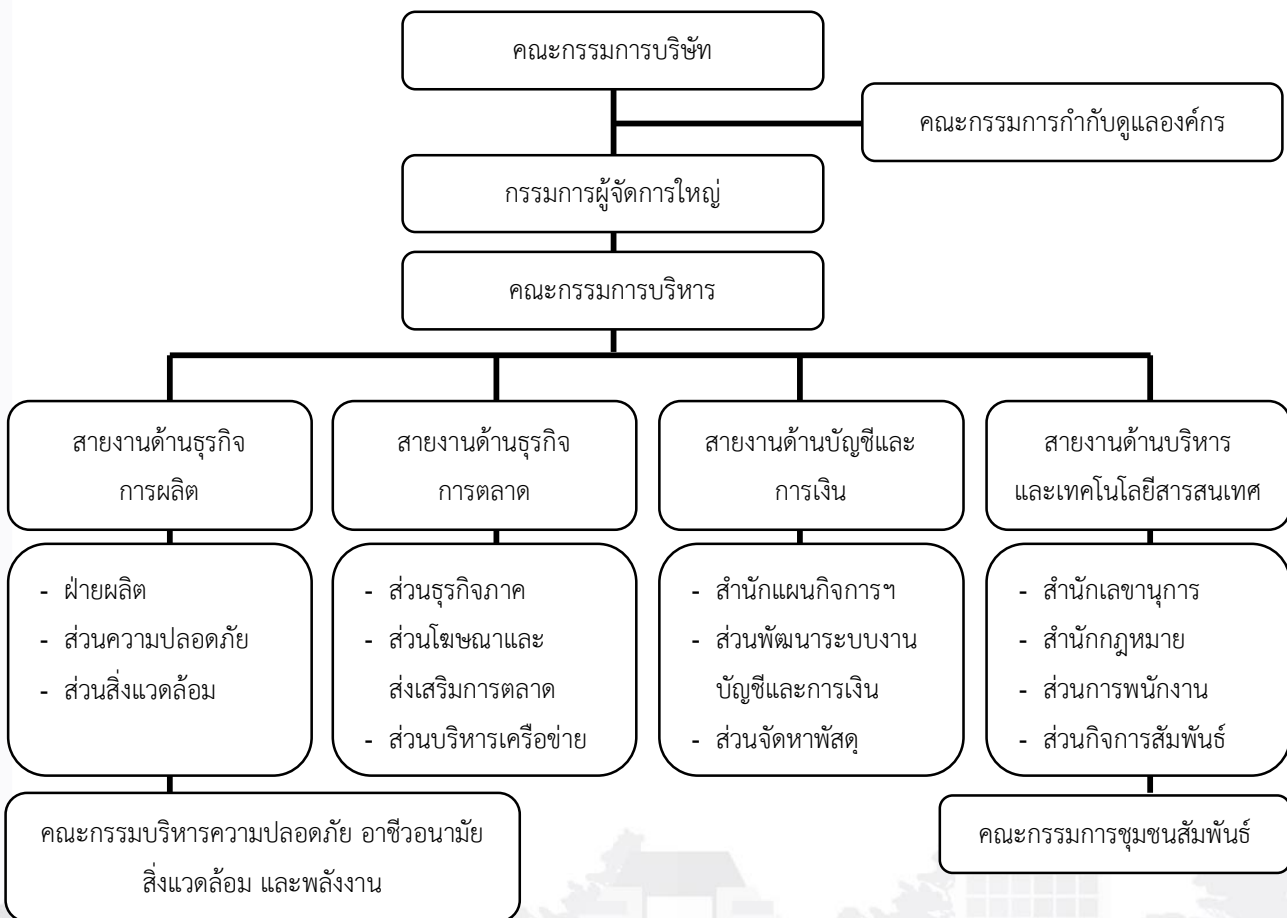 คณะกรรมการบริษัท
คณะกรรมการกำกับดูแลองค์กร
กรรมการผู้จัดการใหญ่
คณะกรรมการบริหาร
สายงานด้านธุรกิจ
การผลิต
สายงานด้านธุรกิจ
การตลาด
สายงานด้านบัญชีและ
การเงิน
สายงานด้านบริหาร
และเทคโนโลยีสารสนเทศ
- ฝ่ายผลิต
- ส่วนความปลอดภัย
- ส่วนสิ่งแวดล้อม
- ส่วนธุรกิจภาค
- ส่วนโฆษณาและ
ส่งเสริมการตลาด
- ส่วนบริหารเครือข่าย
- สำนักแผนกิจการฯ
- ส่วนพัฒนาระบบงาน
บัญชีและการเงิน
- ส่วนจัดหาพัสดุ
- สำนักเลขานุการ
- สำนักกฎหมาย
- ส่วนการพนักงาน
- ส่วนกิจการสัมพันธ์
คณะกรรมบริหารความปลอดภัย อาชีวอนามัย
สิ่งแวดล้อม และพลังงาน
คณะกรรมการชุมชนสัมพันธ์